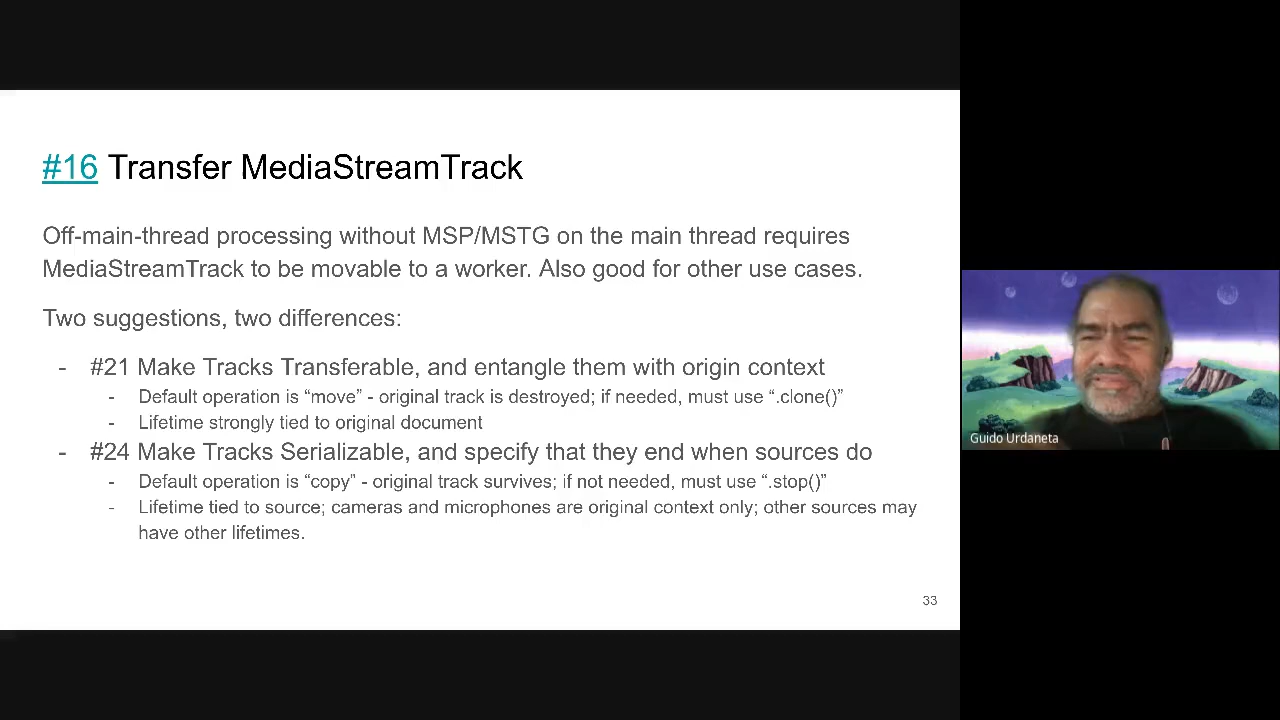 #16 Transfer MediaStreamTrack
Off-main-thread processing without MSP/MSTG on the main thread requires
MediaStreamTrack to be movable to a worker. Also good for other use cases.
Two suggestions, two differences:
- #21 Make Tracks Transferable, and entangle them with origin context
- Default operation is “move” - original track is destroyed; if needed, must use “.clone()”
- Lifetime strongly tied to original document
- #24 Make Tracks Serializable, and specify that they end when sources do
- Default operation is “copy” - original track survives; if not needed, must use “.stop()”
- Lifetime tied to source; cameras and microphones are original context only; other sources may
have other lifetimes.
33
Guido Urdaneta